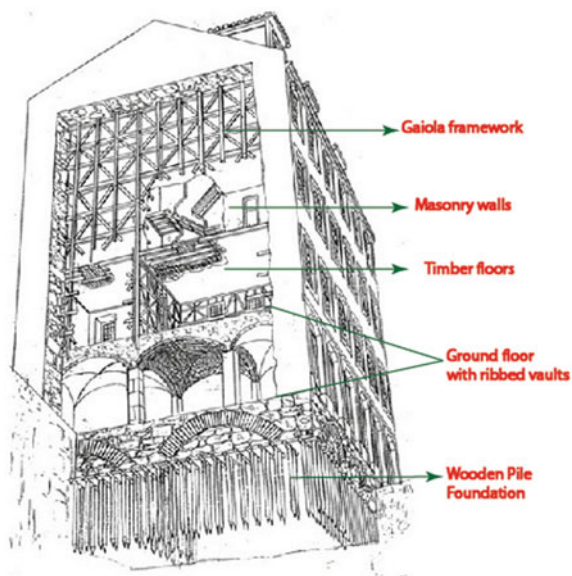 Gaiola framework
Masonry walls
Timber floors
Ground floor
with ribbed vaults
Wooden Pile
Foundation